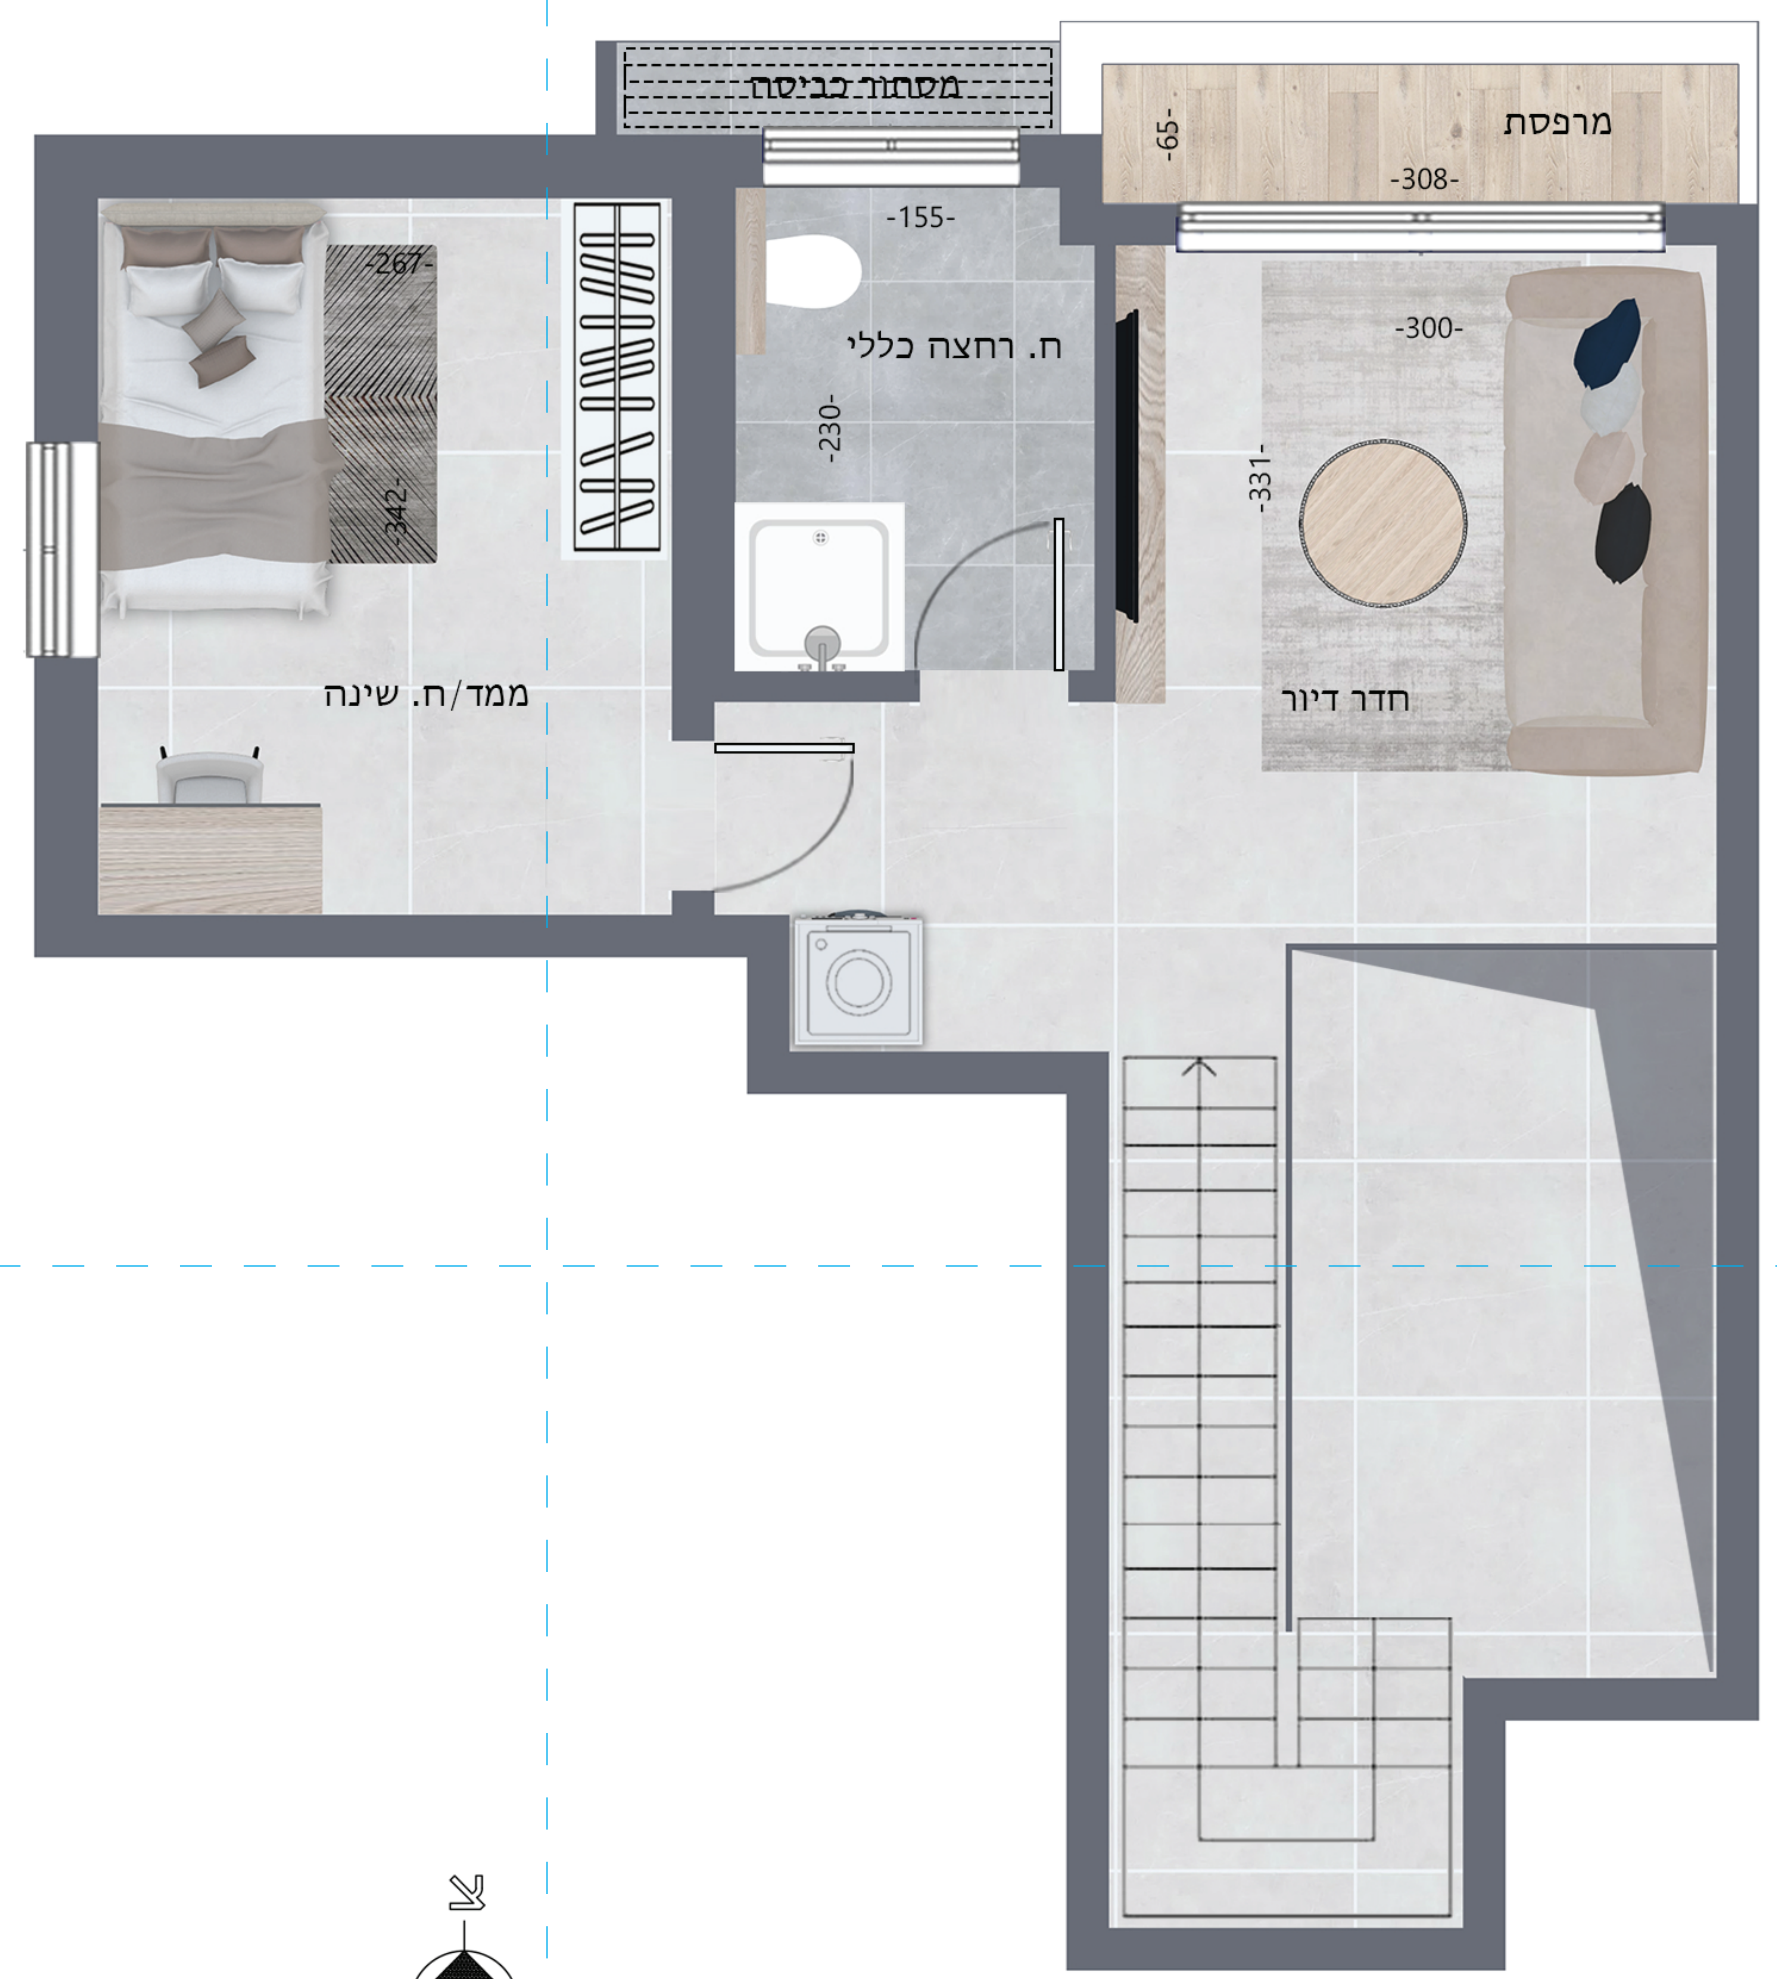 מסתור כביסה
מרפסת
-65-
-308-
-155-
-267-
ח. רחצה כללי
-300-
-230-
-331-
-342-
ממד/ח. שינה
חדר דיור
צ